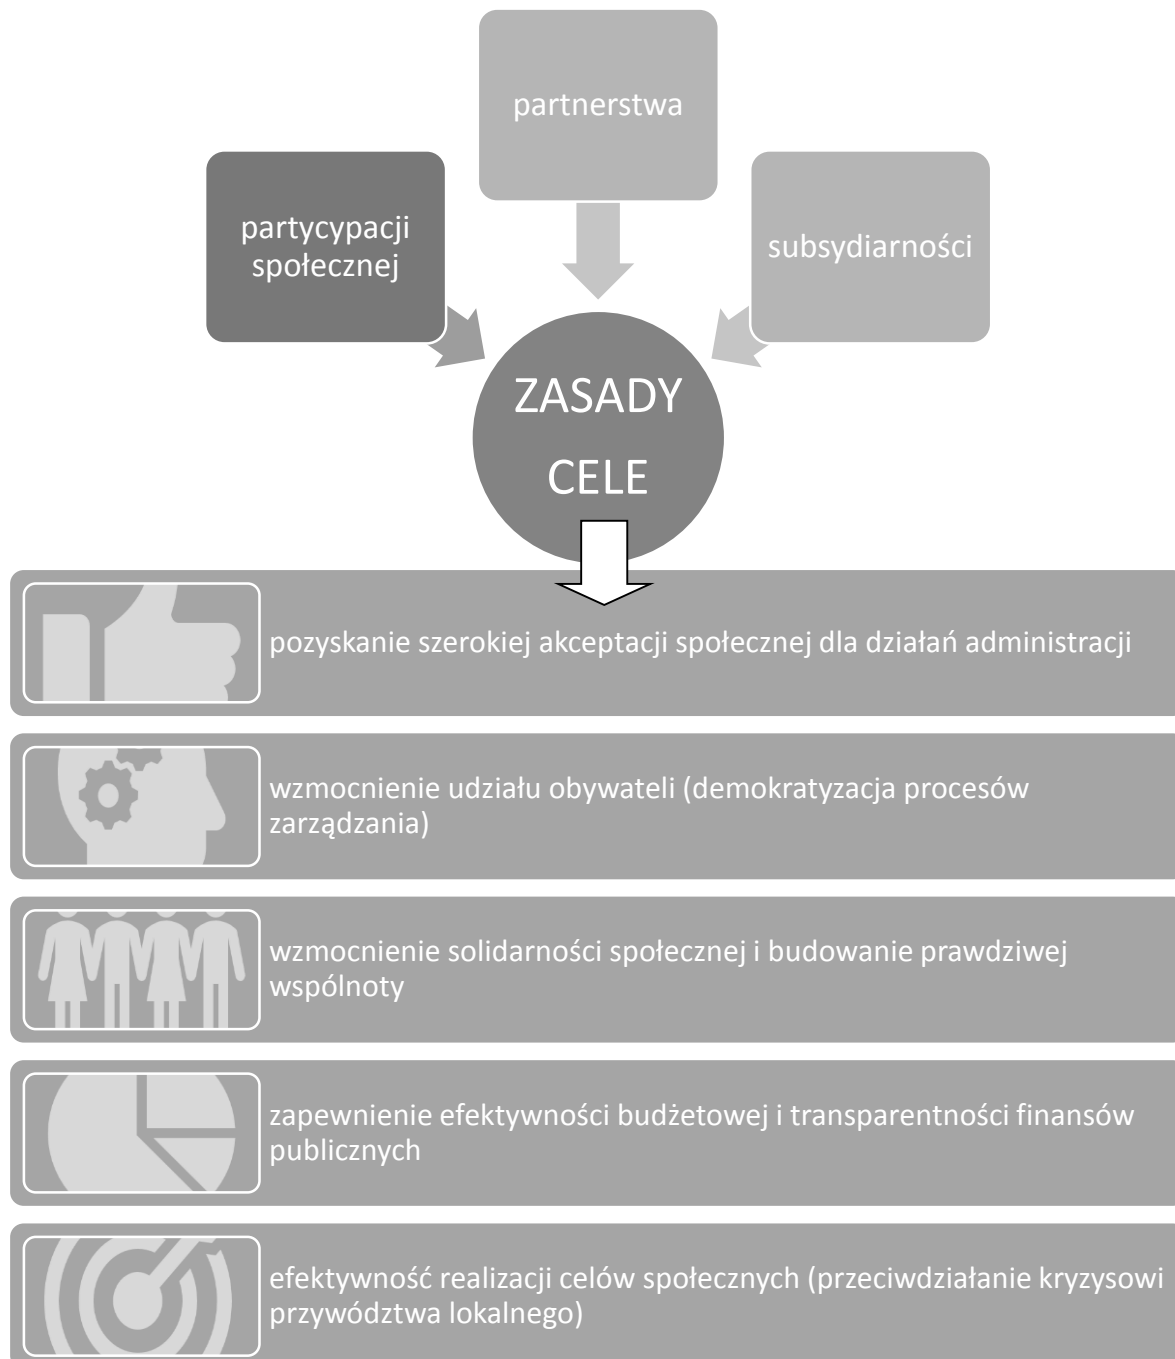 partnerstwa
partycypacji
społecznej
subsydiarności
ZASADY
CELE
pozyskanie szerokiej akceptacji społecznej dla działań administracji
wzmocnienie udziału obywateli (demokratyzacja procesów
zarządzania)
wzmocnienie solidarności społecznej i budowanie prawdziwej
wspólnoty
zapewnienie efektywności budżetowej i transparentności finansów
publicznych
efektywność realizacji celów społecznych (przeciwdziałanie kryzysowi
przywództwa lokalnego)